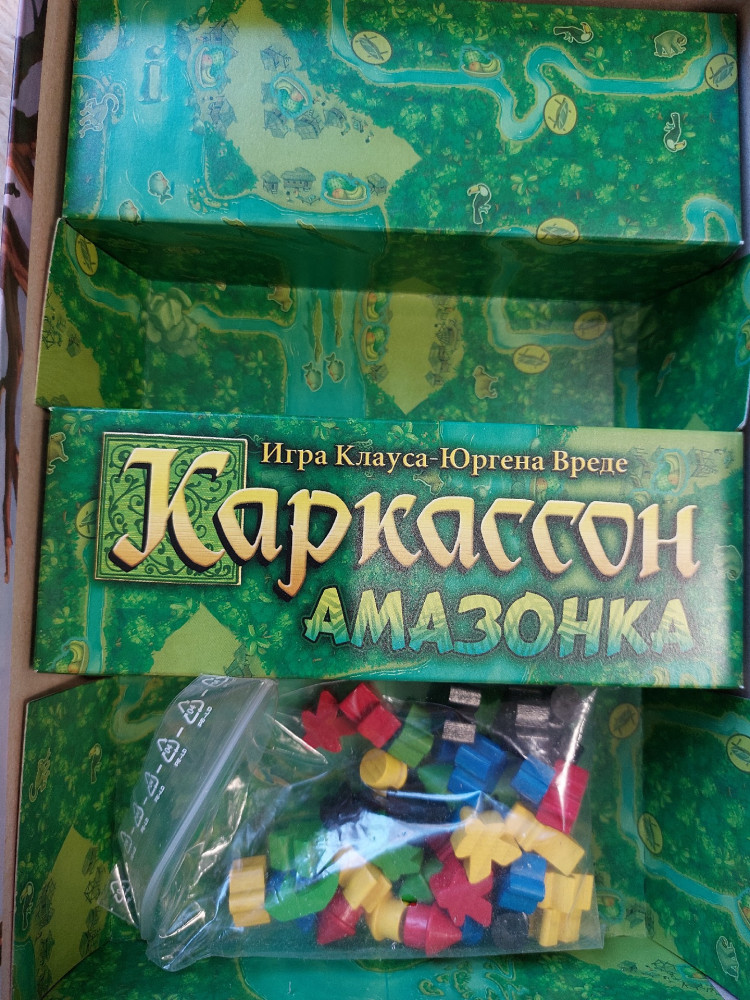 Игра Клауса-Юргена Вреде
Каркассон
АМАЗОНКА